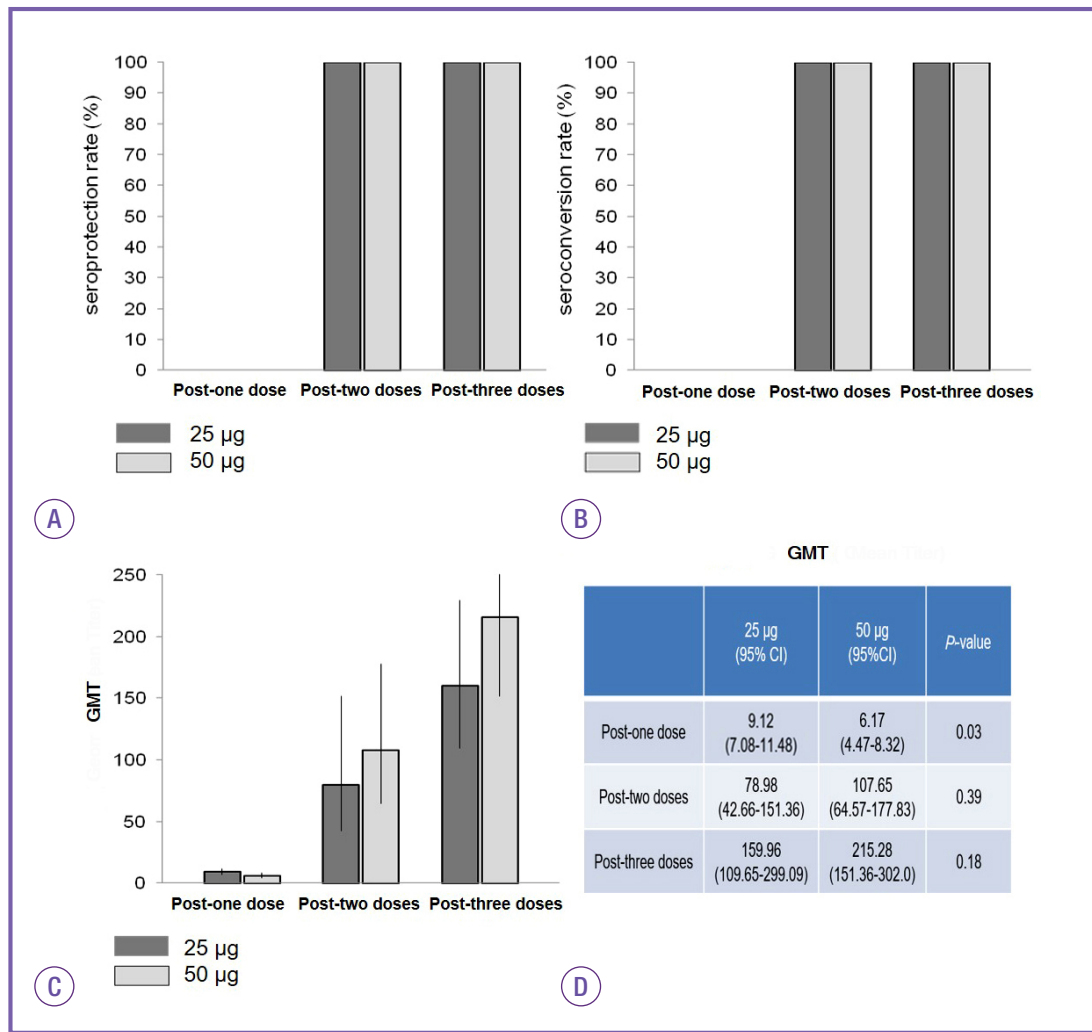 seroprotection rate (%)
100
90
80
70
60
50
40
30
20
10
0
Post-one dose Post-two doses Post-three doses
25 µg
50 µg
A
seroconversion rate (%)
100
90
80
70
60
50
40
30
20
10
0
Post-one dose Post-two doses Post-three doses
25 µg
50 µg
B
GMT
250
200
150
100
50
0
Post-one dose Post-two doses Post-three doses
25 µg
50 µg
C
GMT
25 µg 50 µg P-value
(95% CI) (95%CI)
Post-one dose 9.12 6.17 0.03
(7.08-11.48) (4.47-8.32)
Post-two doses 78.98 107.65 0.39
(42.66-151.36) (64.57-177.83)
Post-three doses 159.96 215.28 0.18
(109.65-299.09) (151.36-302.0)
D